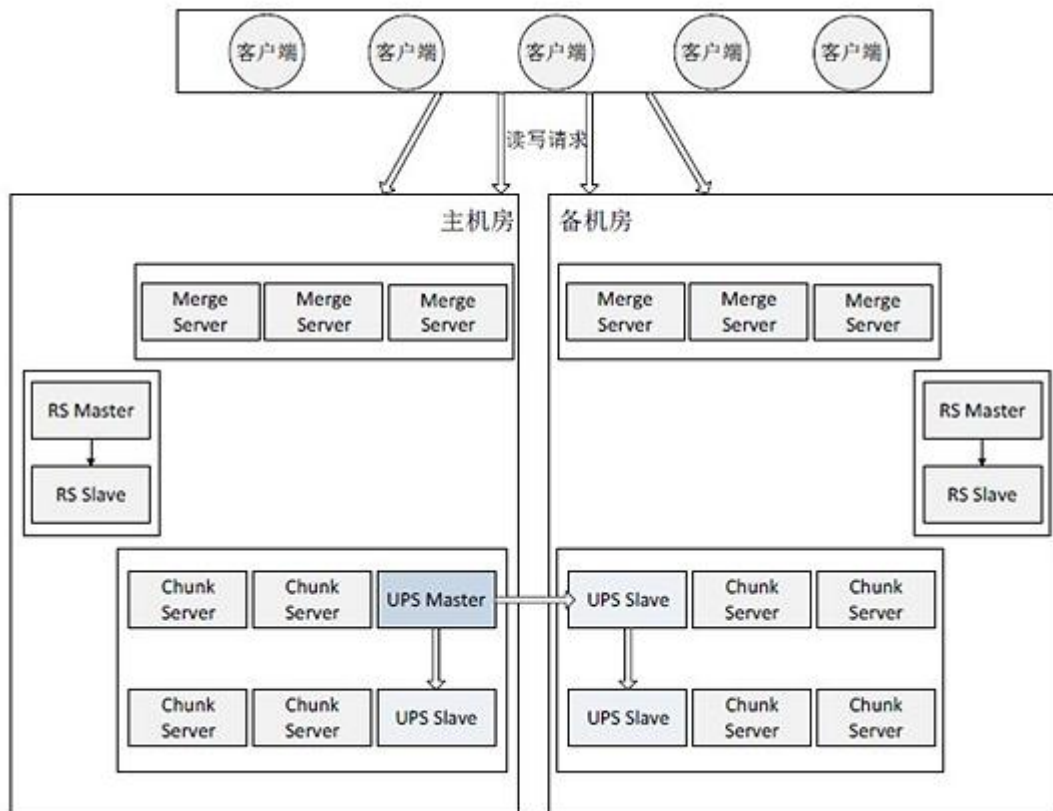 客户端 客户端 客户端 客户端 客户端
读写请求
主机房 备机房
Merge Server
Merge Server
Merge Server
Merge Server
Merge Server
Merge Server
RS Master
RS Slave
RS Master
RS Slave
Chunk Server
Chunk Server
UPS Master
UPS Slave
Chunk Server
Chunk Server
Chunk Server
Chunk Server
UPS Slave
UPS Slave
Chunk Server
Chunk Server